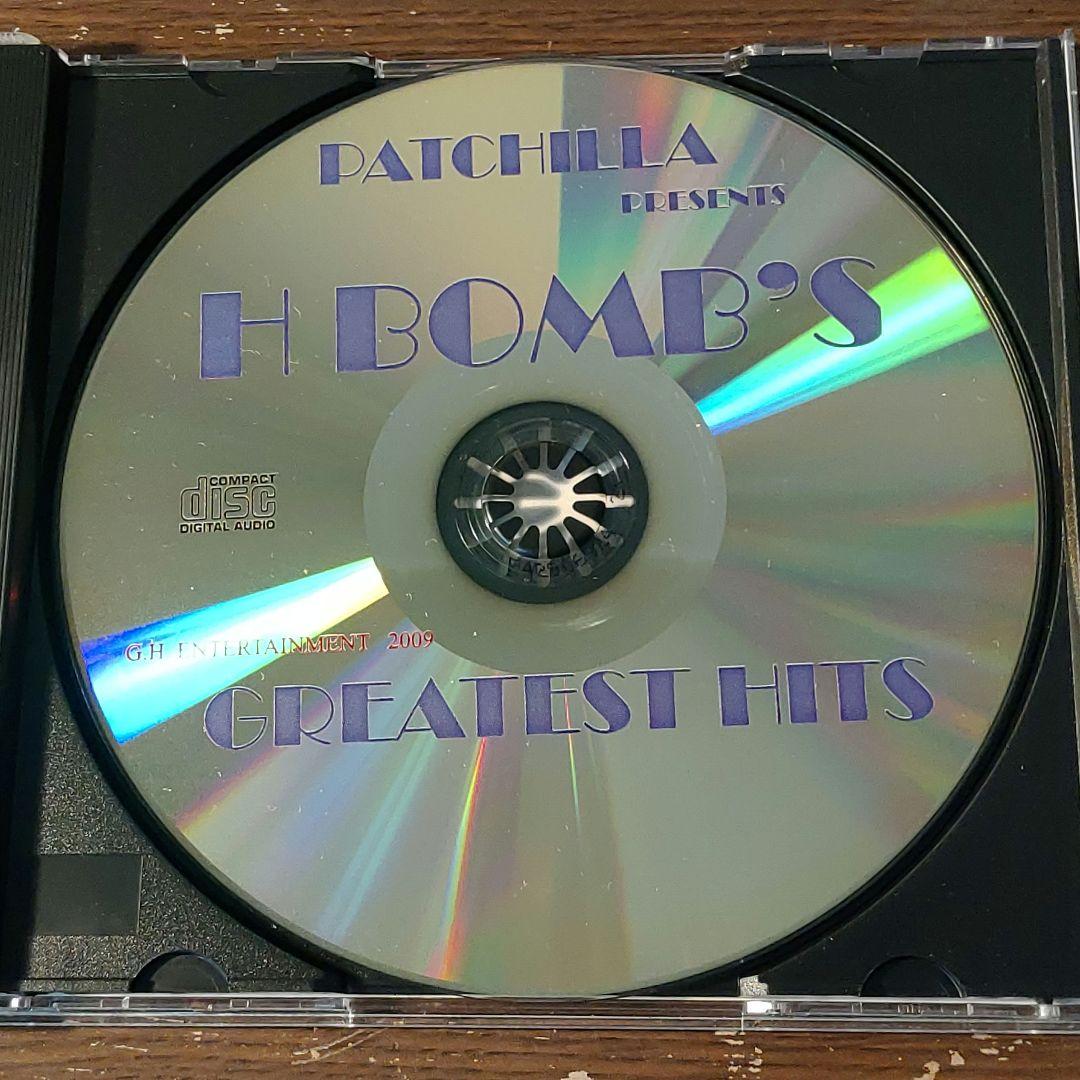 PATCHILLA
PRESENTS
H BOMB'S
COMPACT
disc
DIGITAL AUDIO
G.H ENTERTAINMENT 2009
GREATEST HITS